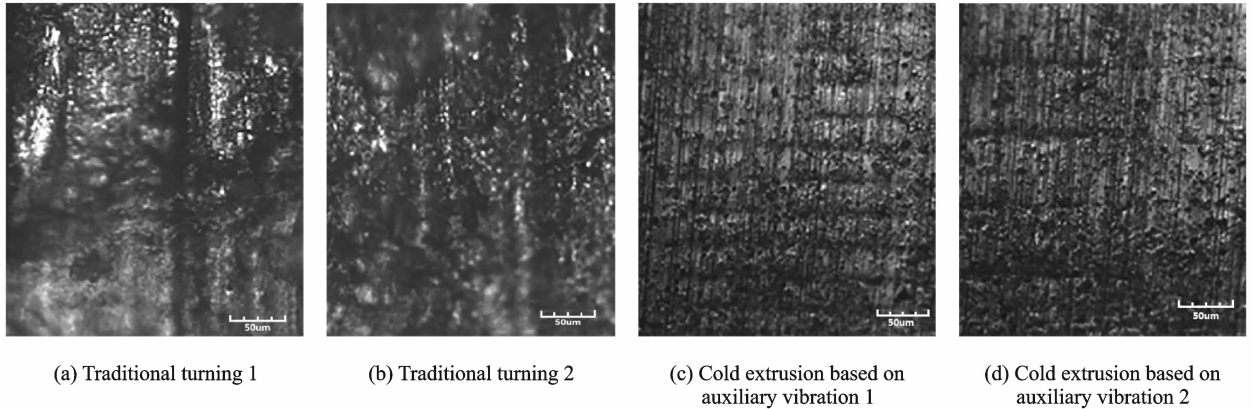 50um
50um
50um
50um
(a) Traditional turning 1
(b) Traditional turning 2
(c) Cold extrusion based on
auxiliary vibration 1
(d) Cold extrusion based on
auxiliary vibration 2